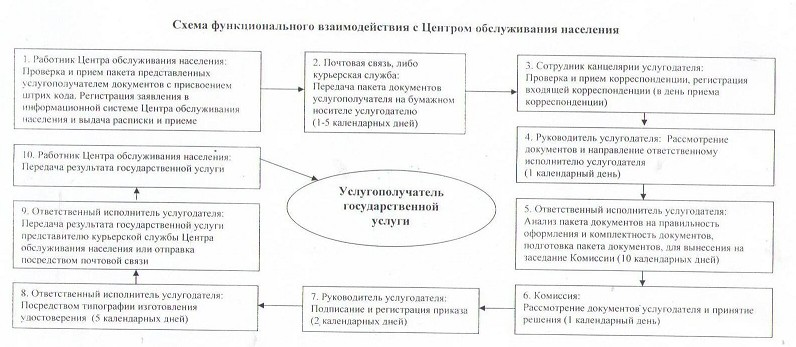 Схема функционального взаимодействия с Центром обслуживания населения
1. Работник Центра обслуживания населения:
Проверка и прием пакета представленных
услугополучателем документов с присвоением
штрих кода. Регистрация заявления в
информационной системе Центра обслуживания
населения и выдача расписки и приеме
2. Почтовая связь, либо
курьерская служба:
Передача пакета документов
услугополучателя на бумажном
носителе услугодателю
(1-5 календарных дней)
3. Сотрудник канцелярии услугодателя:
Проверка и прием корреспонденции, регистрация
входящей корреспонденции (в день приема
корреспонденции)
4. Руководитель услугодателя: Рассмотрение
документов и направление ответственному
исполнителю услугодателя
(1 календарный день)
5. Ответственный исполнитель услугодателя:
Анализ пакета документов на правильность
оформления и комплектность документов,
подготовка пакета документов, для вынесения на
заседание Комиссии (10 календарных дней)
6. Комиссия:
Рассмотрение документов услугодателя и принятие
решения (1 календарный день)
7. Руководитель услугодателя:
Подписание и регистрация приказа
(2 календарных дней)
8. Ответственный исполнитель услугодателя:
Посредством типографии изготовления
удостоверения (5 календарных дней)
9. Ответственный исполнитель услугодателя:
Передача результата государственной услуги
представителю курьерской службы Центра
обслуживания населения или отправка
посредством почтовой связи
10. Работник Центра обслуживания населения:
Передача результата государственной услуги
Услугополучатель
государственной
услуги